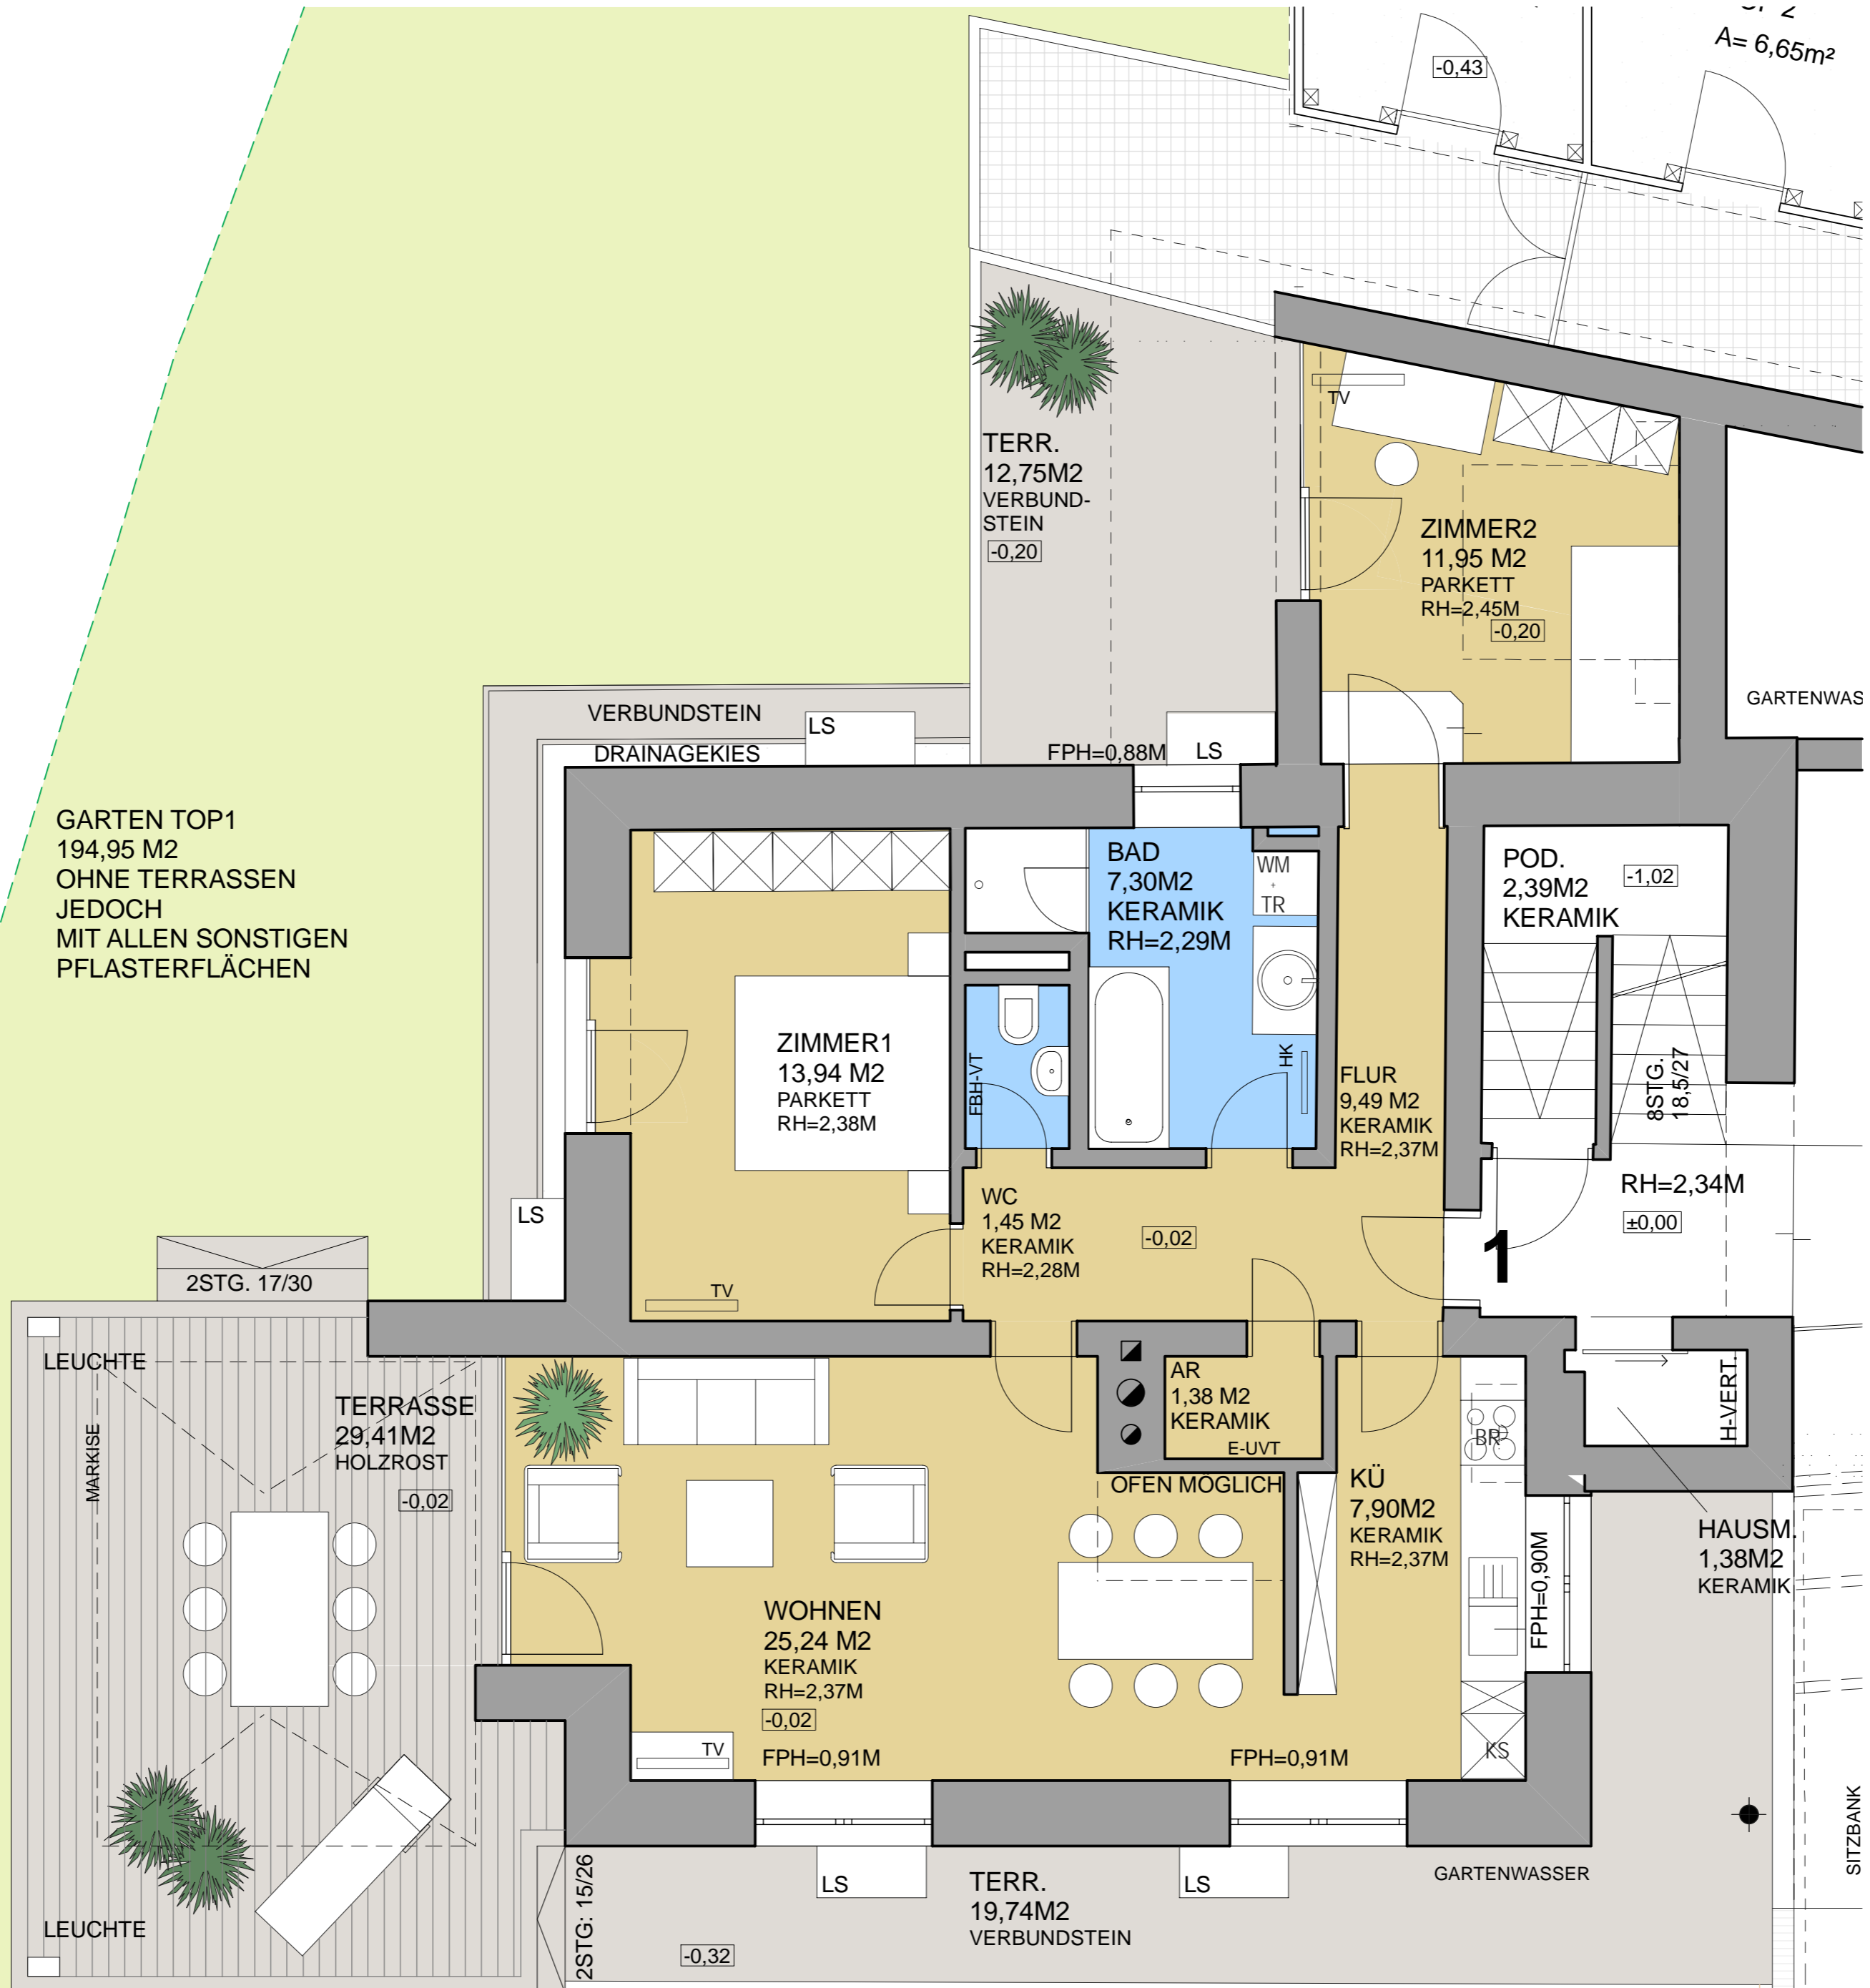 A= 6,65m²
-0,43
TERR.
12,75M2
VERBUND-
STEIN
-0,20
TV
ZIMMER2
11,95 M2
PARKETT
RH=2,45M
-0,20
GARTENWAS
VERBUNDSTEIN
LS
DRAINAGEKIES
FPH=0,88M
LS
GARTEN TOP1
194,95 M2
OHNE TERRASSEN
JEDOCH
MIT ALLEN SONSTIGEN
PFLASTERFLÄCHEN
BAD
7,30M2
KERAMIK
RH=2,29M
WM
+
TR
POD.
2,39M2
KERAMIK
-1,02
ZIMMER1
13,94 M2
PARKETT
RH=2,38M
FBH-VT
HK
FLUR
9,49 M2
KERAMIK
RH=2,37M
8STG.
18,5/27
RH=2,34M
±0,00
1
WC
1,45 M2
KERAMIK
RH=2,28M
-0,02
LS
2STG. 17/30
TV
LEUCHTE
MARKISE
TERRASSE
29,41M2
HOLZROST
-0,02
AR
1,38 M2
KERAMIK
E-UVT
OFEN MÖGLICH
BR
KÜ
7,90M2
KERAMIK
RH=2,37M
H-VERT.
HAUSM.
1,38M2
KERAMIK
FPH=0,90M
WOHNEN
25,24 M2
KERAMIK
RH=2,37M
-0,02
TV
FPH=0,91M
FPH=0,91M
KS
SITZBANK
LEUCHTE
2STG: 15/26
LS
TERR.
19,74M2
VERBUNDSTEIN
LS
GARTENWASSER
-0,32